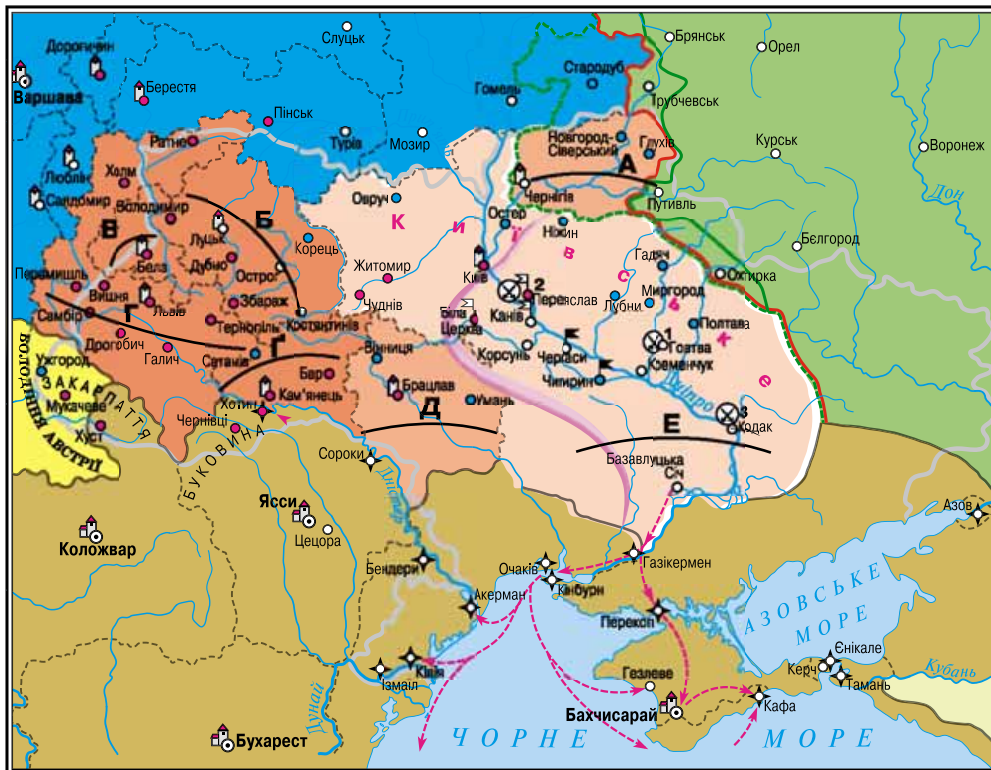 Слуцьк
Брянськ
Орел
Дорогичин
Варшава
Берестя
Стародуб
Гомель
Трубчевськ
Пінськ
Ратне
Турів
Мозир
Новгород-
Сіверський
Глухів
Курськ
Воронеж
Люблін
Холм
А
Сандомир
Володимир
Б
Овруч
Чернігів
Путивль
Дон
К и ї в с ь к е
Остер
Ніжин
В
Луцьк
Корець
Белз
Дубно
Острог
Бєлгород
Гадяч
Охтирка
Перемишль
Вишня
Житомир
Київ
2
Переяслав
Миргород
Лубни
Львів
Збараж
Чуднів
Самбір
Г
Тернопіль
Костянтинів
Біла
Церква
Канів
Полтава
Дрогобич
Галич
Сатанів
Ґ
Вінниця
Корсунь
Черкаси
1
Говтва
Кременчук
ВОЛОДІННЯ АВСТРІЇ
Ужгород
ЗАКАРПАТТЯ
Мукачеве
Хуст
Бар
Кам'янець
Брацлав
Д
Умань
Чигирин
Дніпро
3
Кодак
Хотин
Чернівці
БУКОВИНА
Е
Сороки
Базавлуцька
Січ
Дністер
Ясси
Цецора
Коложвар
Азов
Бендери
Очаків
Газікермен
Кінбурн
Акерман
Перекоп
АЗОВСЬКЕ
МОРЕ
Кілія
Ізмаїл
Гезлеве
Єнікале
Керч
Тамань
Кубань
Дунай
Бахчисарай
Кафа
Бухарест
ЧОРНЕ МОРЕ